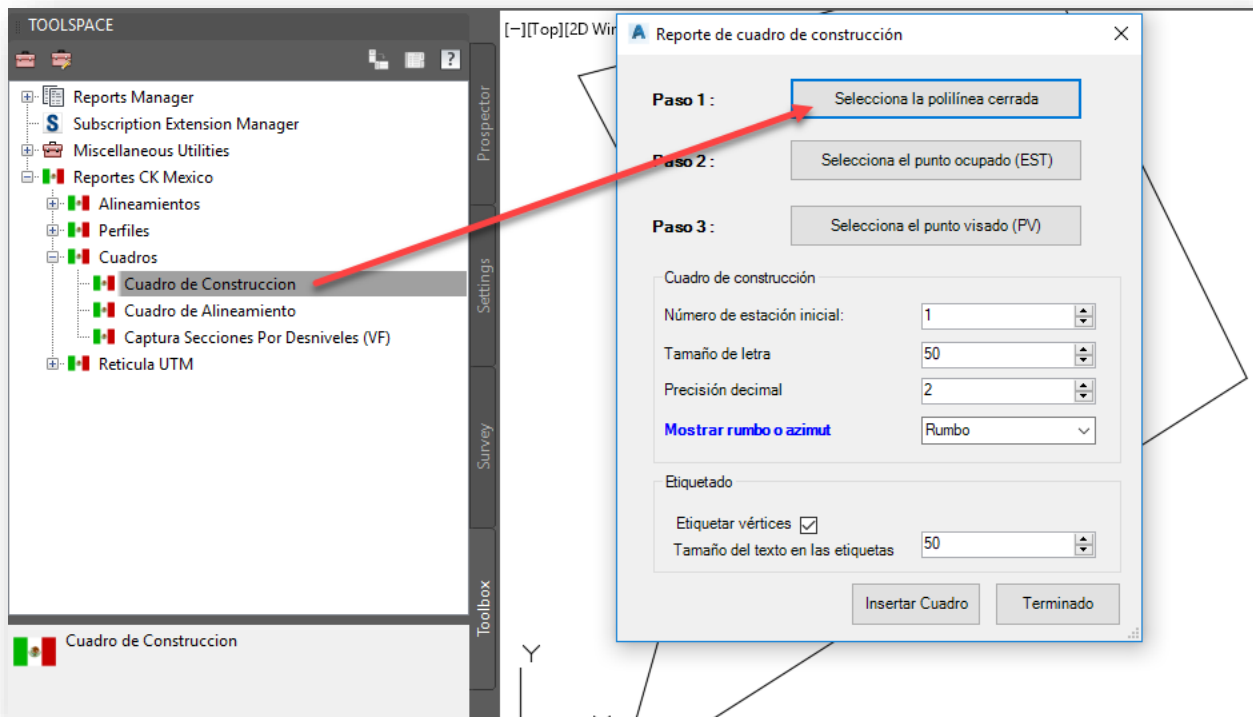 TOOLSPACE
?
Reports Manager
S Subscription Extension Manager
Miscellaneous Utilities
Reportes CK Mexico
Alineamientos
Perfiles
Cuadros
Cuadro de Construccion
Cuadro de Alineamiento
Captura Secciones Por Desniveles (VF)
Reticula UTM
Cuadro de Construccion
Prospector
Settings
Survey
Toolbox
[−][Top][2D Wir
Y
A Reporte de cuadro de construcción
Paso 1 : Selecciona la polilínea cerrada
Paso 2 : Selecciona el punto ocupado (EST)
Paso 3 : Selecciona el punto visado (PV)
Cuadro de construcción
Número de estación inicial: 1
Tamaño de letra 50
Precisión decimal 2
Mostrar rumbo o azimut Rumbo
Etiquetado
Etiquetar vértices
Tamaño del texto en las etiquetas 50
Insertar Cuadro Terminado